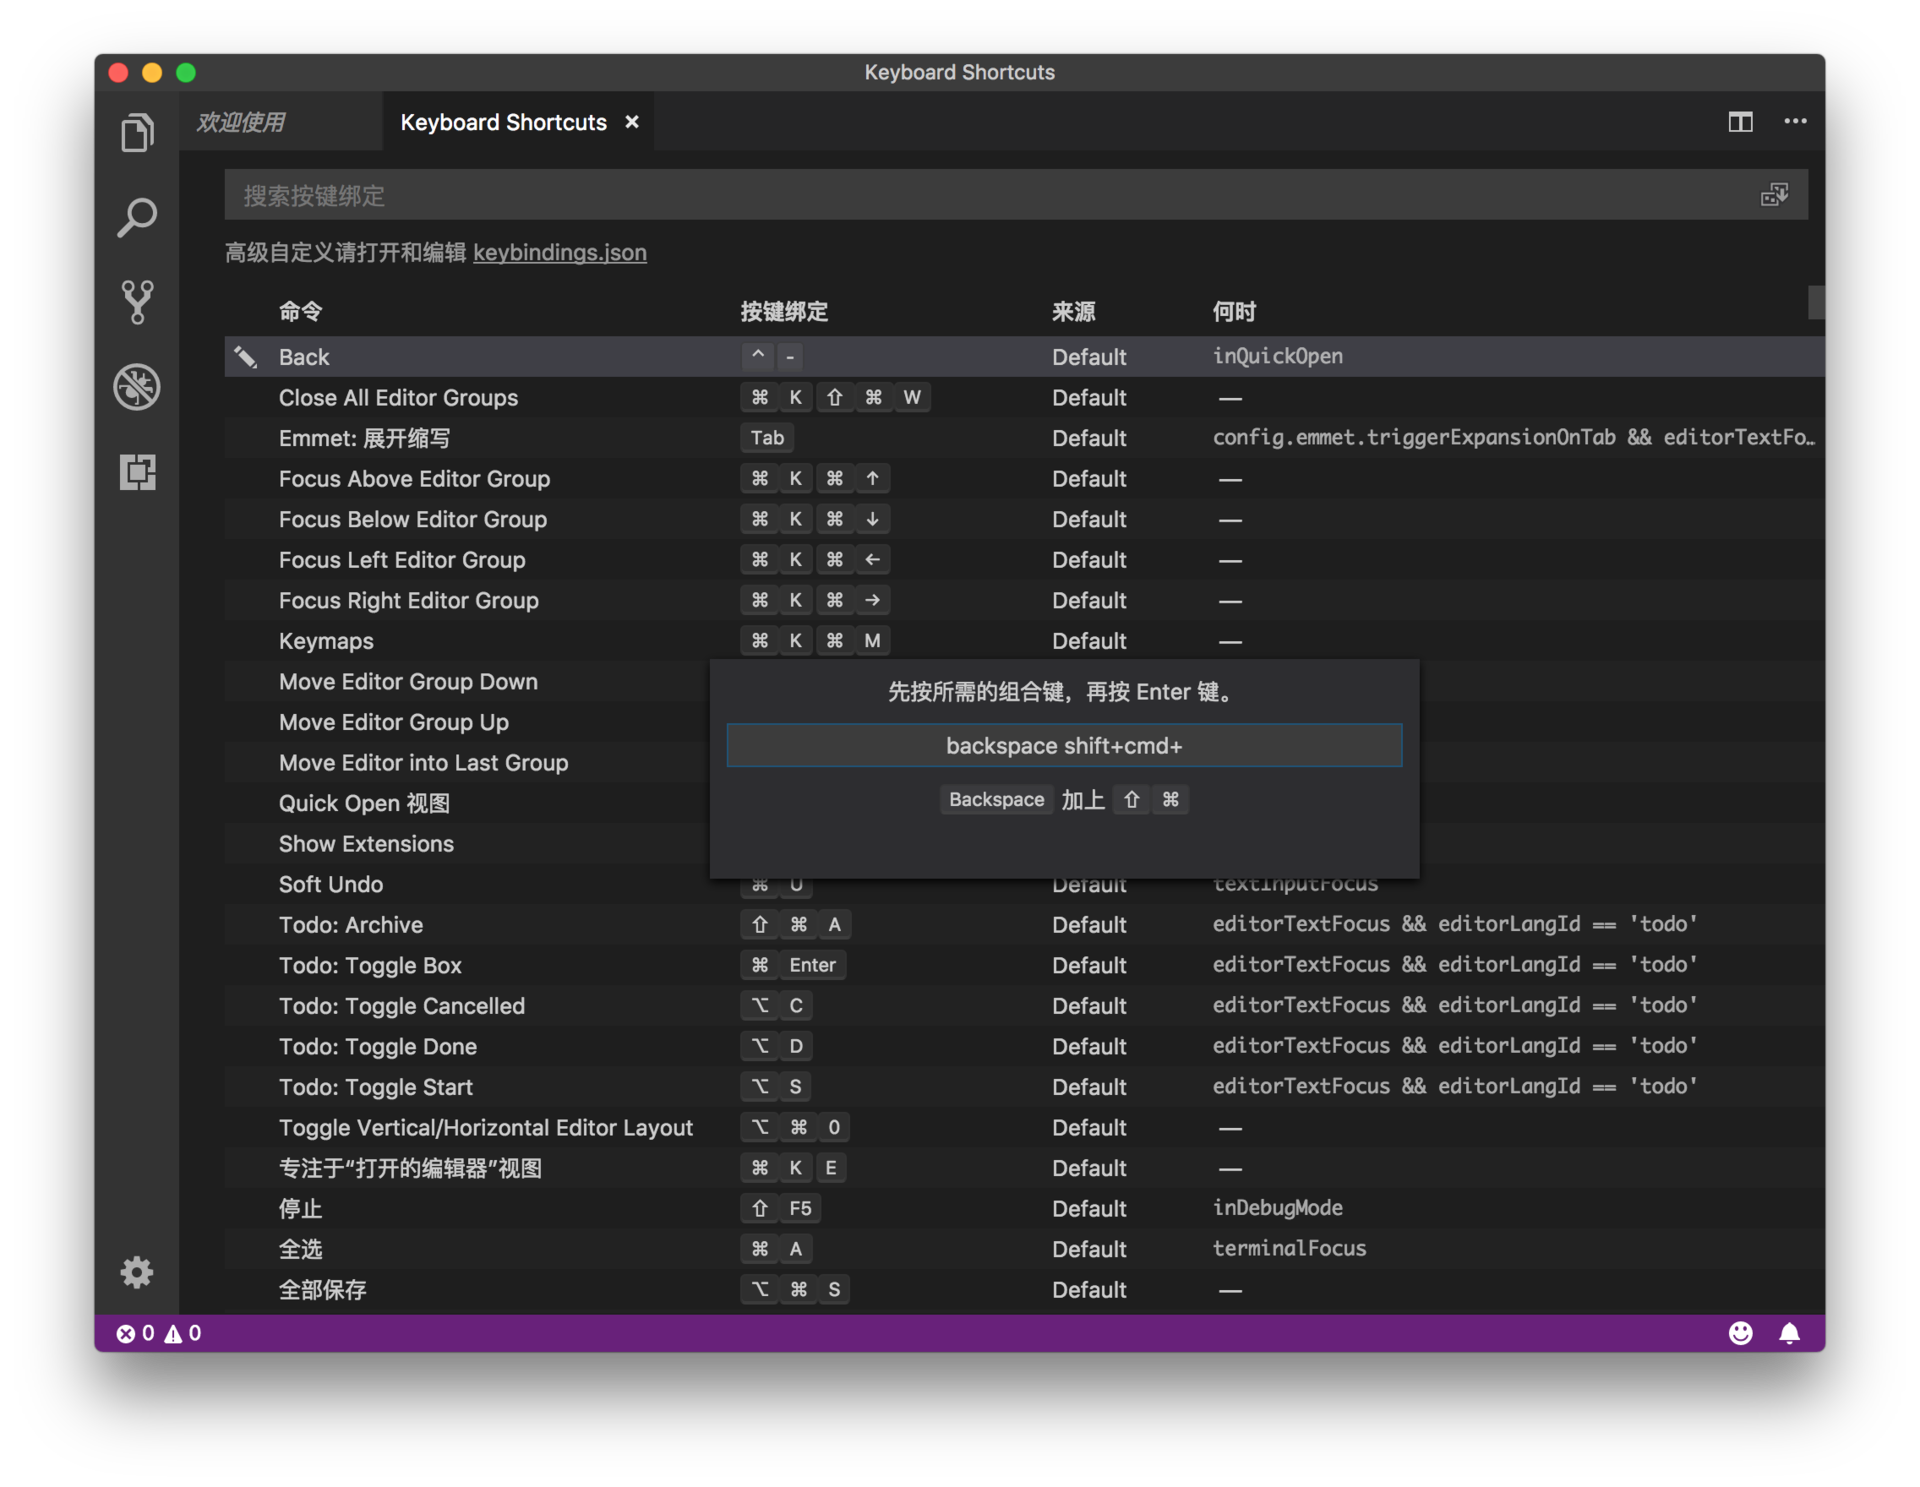 Keyboard Shortcuts
欢迎使用
Keyboard Shortcuts ×
搜索按键绑定
高级自定义请打开和编辑 keybindings.json
命令 按键绑定 来源 何时
Back ^ - Default inQuickOpen
Close All Editor Groups ⌘ K ⇧ ⌘ W Default —
Emmet: 展开缩写 Tab Default config.emmet.triggerExpansionOnTab && editorTextFo…
Focus Above Editor Group ⌘ K ⌘ ↑ Default —
Focus Below Editor Group ⌘ K ⌘ ↓ Default —
Focus Left Editor Group ⌘ K ⌘ ← Default —
Focus Right Editor Group ⌘ K ⌘ → Default —
Keymaps ⌘ K ⌘ M Default —
Move Editor Group Down
Move Editor Group Up
Move Editor into Last Group
Quick Open 视图
Show Extensions
先按所需的组合键，再按 Enter 键。
backspace shift+cmd+
Backspace 加上 ⇧ ⌘
Soft Undo ⌘ U Default textInputFocus
Todo: Archive ⇧ ⌘ A Default editorTextFocus && editorLangId == 'todo'
Todo: Toggle Box ⌘ Enter Default editorTextFocus && editorLangId == 'todo'
Todo: Toggle Cancelled ⌥ C Default editorTextFocus && editorLangId == 'todo'
Todo: Toggle Done ⌥ D Default editorTextFocus && editorLangId == 'todo'
Todo: Toggle Start ⌥ S Default editorTextFocus && editorLangId == 'todo'
Toggle Vertical/Horizontal Editor Layout ⌥ ⌘ 0 Default —
专注于“打开的编辑器”视图 ⌘ K E Default —
停止 ⇧ F5 Default inDebugMode
全选 ⌘ A Default terminalFocus
全部保存 ⌥ ⌘ S Default —
0 0